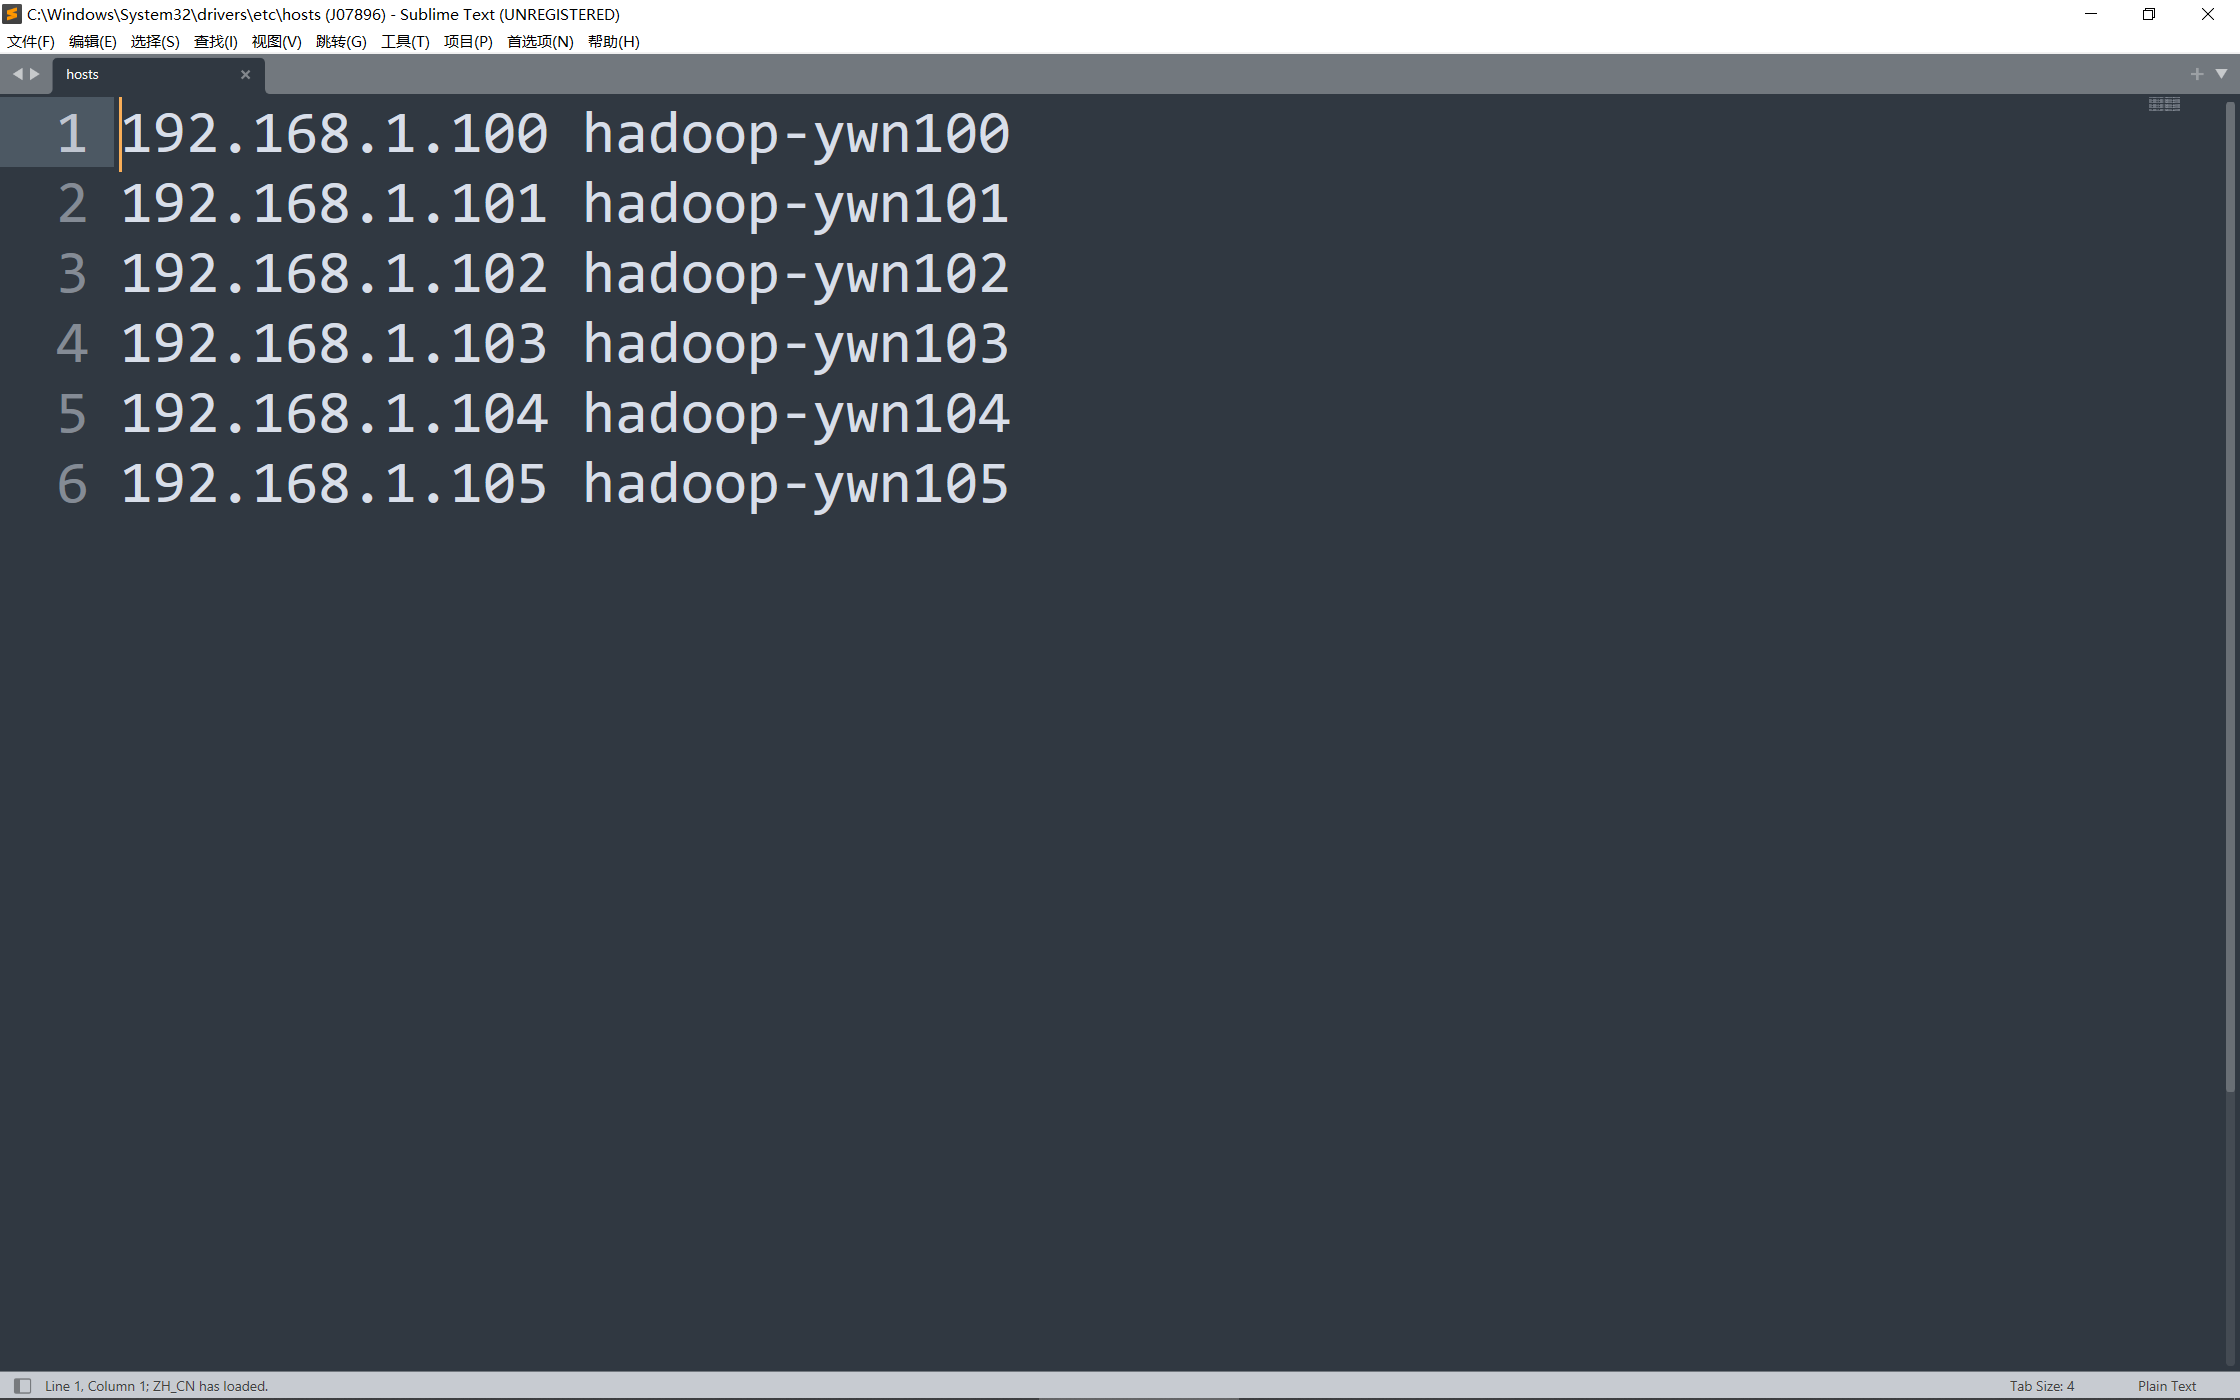 C:\Windows\System32\drivers\etc\hosts (J07896) - Sublime Text (UNREGISTERED)
文件(F) 编辑(E) 选择(S) 查找(I) 视图(V) 跳转(G) 工具(T) 项目(P) 首选项(N) 帮助(H)
hosts
1 192.168.1.100 hadoop-ywn100
2 192.168.1.101 hadoop-ywn101
3 192.168.1.102 hadoop-ywn102
4 192.168.1.103 hadoop-ywn103
5 192.168.1.104 hadoop-ywn104
6 192.168.1.105 hadoop-ywn105
Line 1, Column 1; ZH_CN has loaded. Tab Size: 4 Plain Text